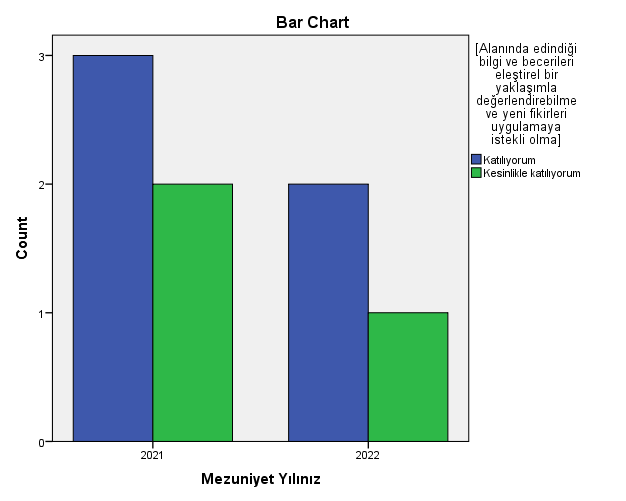 Bar Chart
[Alanında edindiği
bilgi ve becerileri
eleştirel bir
yaklaşımla
değerlendirebilme
ve yeni fikirleri
uygulamaya
istekli olma]
Katılıyorum
Kesinlikle katılıyorum
Count
3
2
1
0
2021
2022
Mezuniyet Yılınız